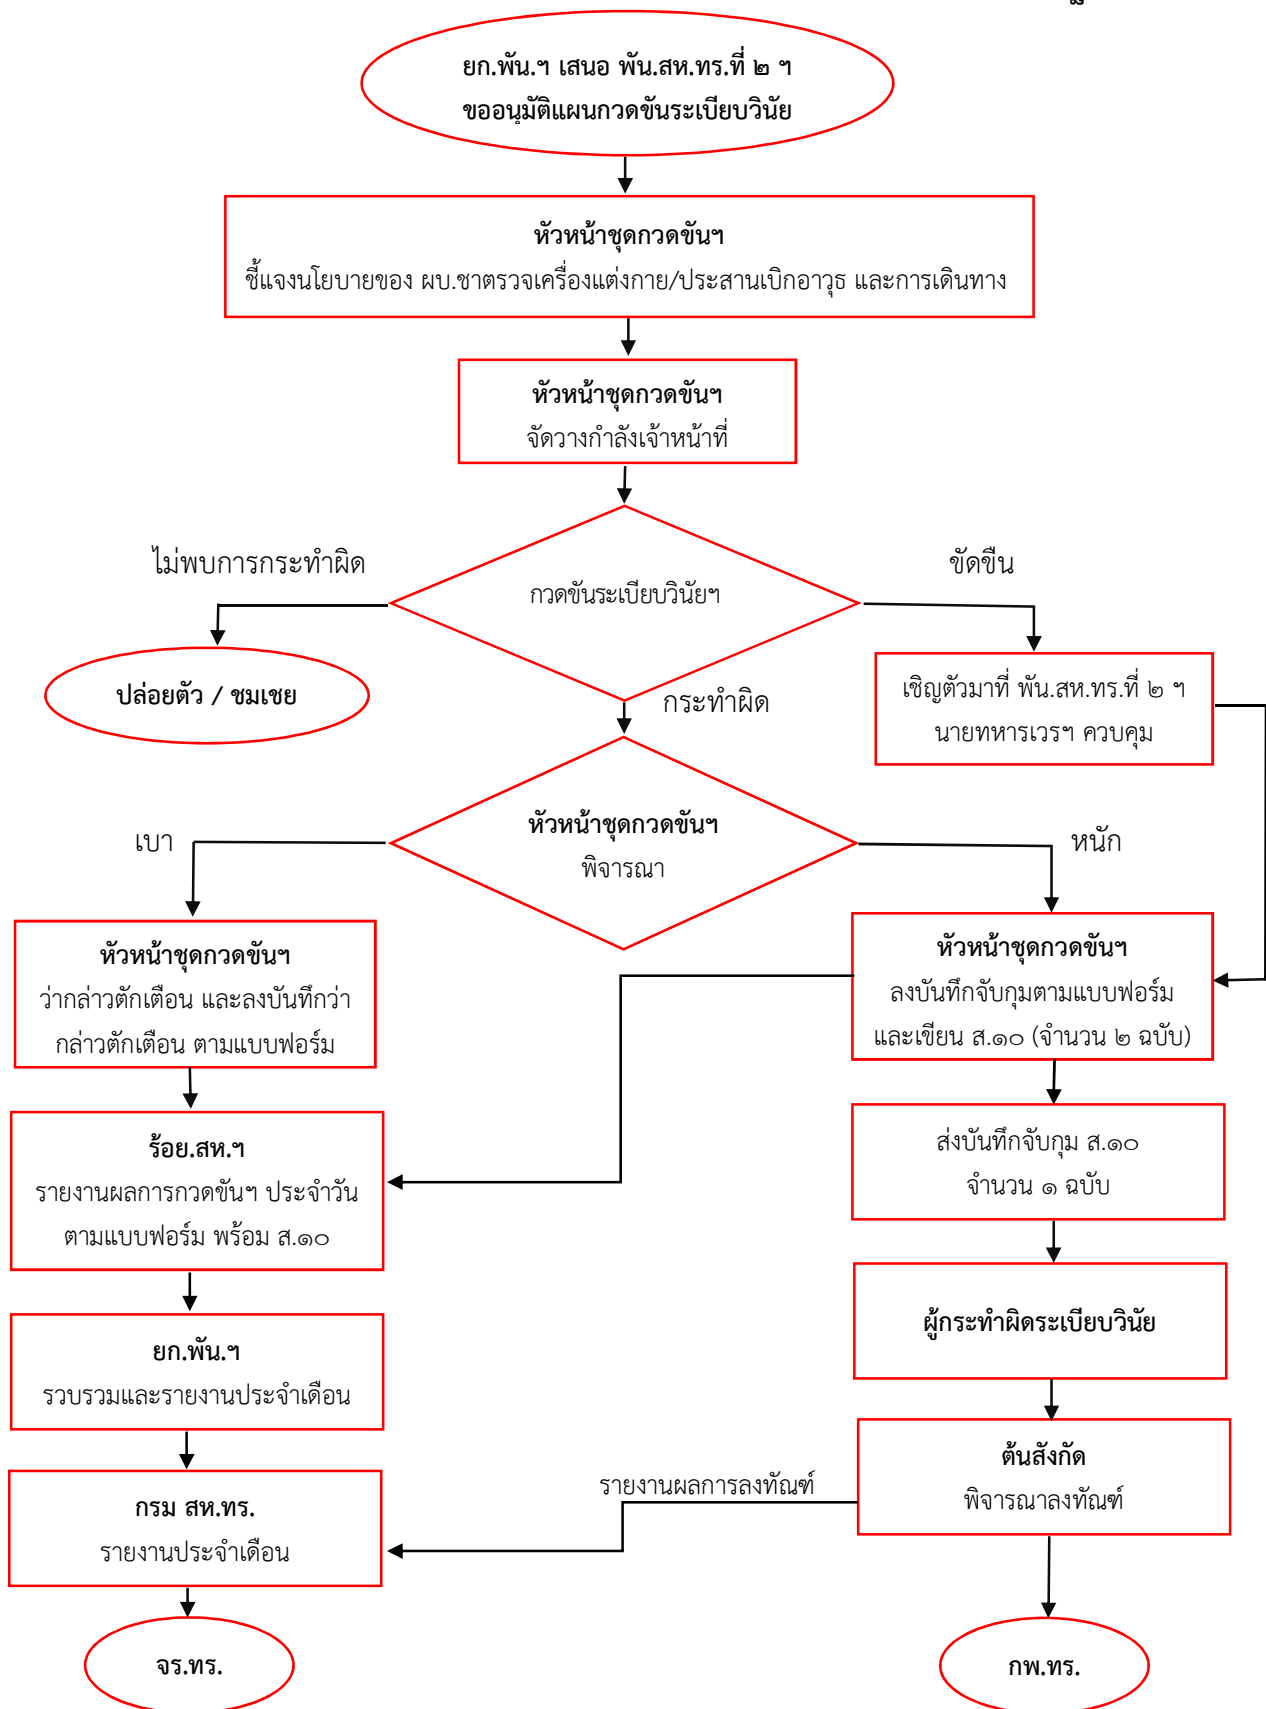 ยก.พัน.ฯ เสนอ พัน.สห.ทร.ที่ ๒ ฯ
ขออนุมัติแผนกวดขันระเบียบวินัย
หัวหน้าชุดกวดขันฯ
ชี้แจงนโยบายของ ผบ.ชาตรวจเครื่องแต่งกาย/ประสานเบิกอาวุธ และการเดินทาง
หัวหน้าชุดกวดขันฯ
จัดวางกำลังเจ้าหน้าที่
ไม่พบการกระทำผิด
ขัดขืน
กวดขันระเบียบวินัยฯ
ปล่อยตัว / ชมเชย
กระทำผิด
เชิญตัวมาที่ พัน.สห.ทร.ที่ ๒ ฯ
นายทหารเวรฯ ควบคุม
เบา
หัวหน้าชุดกวดขันฯ
พิจารณา
หนัก
หัวหน้าชุดกวดขันฯ
ว่ากล่าวตักเตือน และลงบันทึกว่า
กล่าวตักเตือน ตามแบบฟอร์ม
หัวหน้าชุดกวดขันฯ
ลงบันทึกจับกุมตามแบบฟอร์ม
และเขียน ส.๑๐ (จำนวน ๒ ฉบับ)
ร้อย.สห.ฯ
รายงานผลการกวดขันฯ ประจำวัน
ตามแบบฟอร์ม พร้อม ส.๑๐
ส่งบันทึกจับกุม ส.๑๐
จำนวน ๑ ฉบับ
ยก.พัน.ฯ
รวบรวมและรายงานประจำเดือน
ผู้กระทำผิดระเบียบวินัย
กรม สห.ทร.
รายงานประจำเดือน
รายงานผลการลงทัณฑ์
ต้นสังกัด
พิจารณาลงทัณฑ์
จร.ทร.
กพ.ทร.